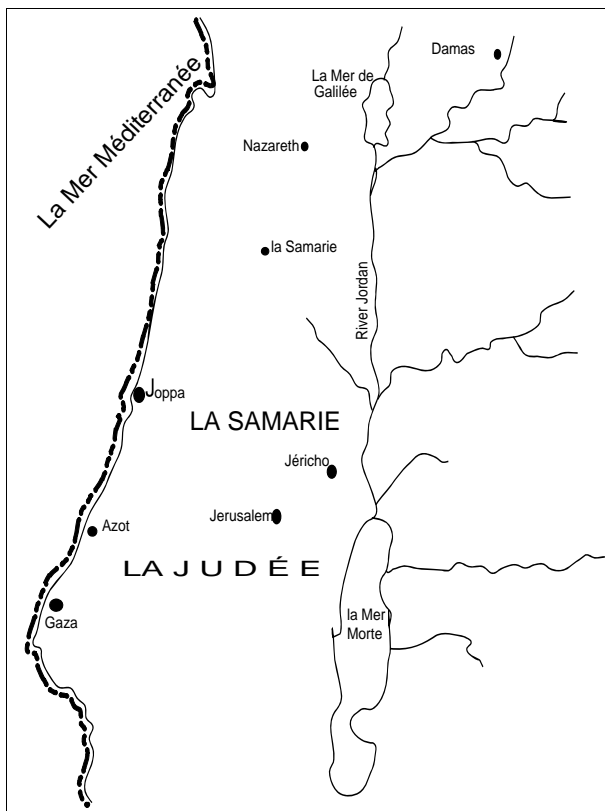 Damas
La Mer de
Galilée
La Mer Méditerranée
Nazareth
la Samarie
River Jordan
Joppa
LA SAMARIE
Jéricho
Jerusalem
Azot
LA JUDÉE
Gaza
la Mer
Morte